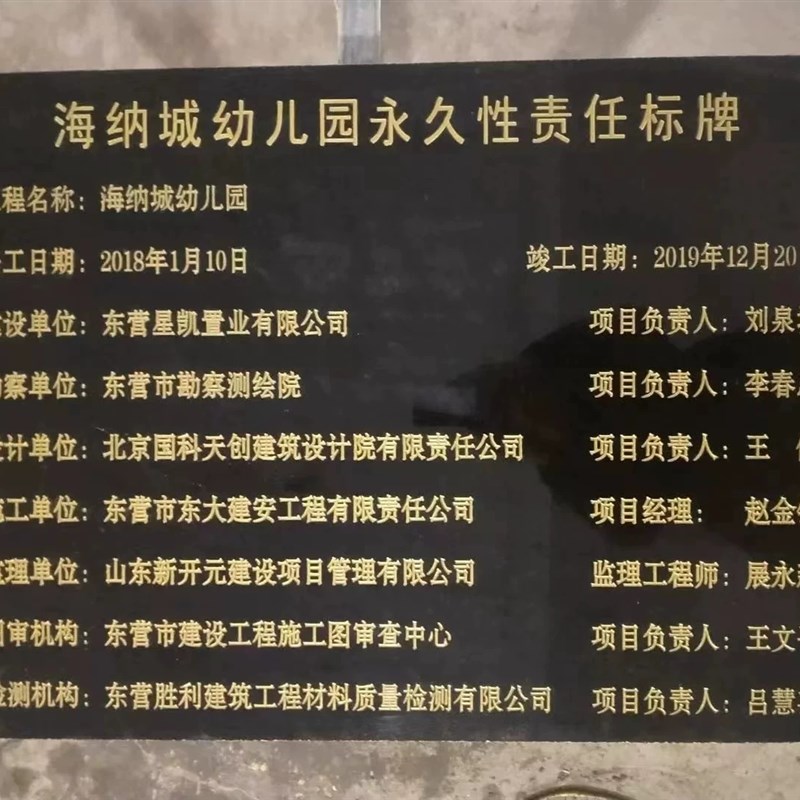 海纳城幼儿园永久性责任标牌
程名称：海纳城幼儿园
工日期：2018年1月10日 竣工日期：2019年12月20
设单位：东营星凯置业有限公司 项目负责人：刘泉
察单位：东营市勘察测绘院 项目负责人：李春
计单位：北京国科天创建筑设计院有限责任公司 项目负责人：王
工单位：东营市东大建安工程有限责任公司 项目经理：赵金
理单位：山东新开元建设项目管理有限公司 监理工程师：展永
审机构：东营市建设工程施工图审查中心 项目负责人：王文
测机构：东营胜利建筑工程材料质量检测有限公司 项目负责人：吕慧